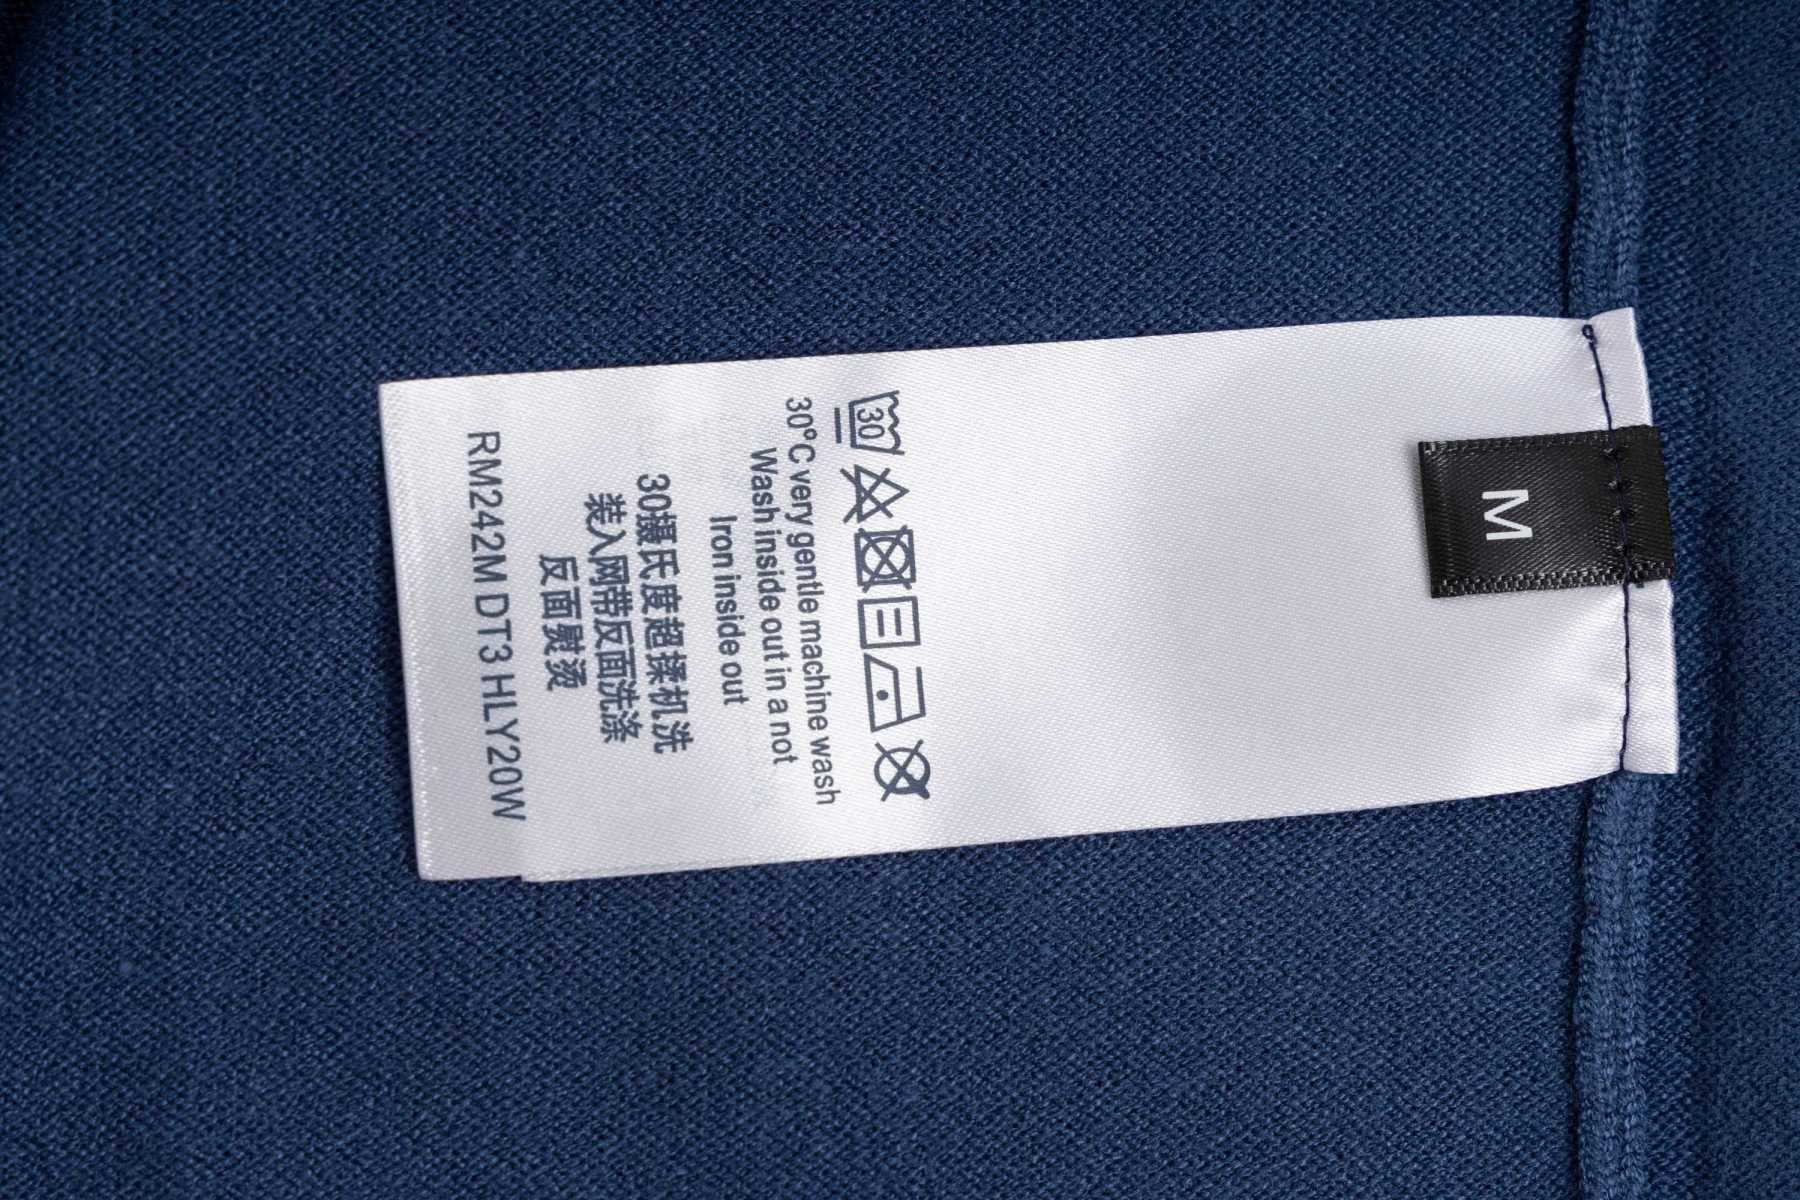 M
30
30°C very gentle machine wash
Wash inside out in a not
Iron inside out
30摄氏度超揉机洗
装入网带反面洗涤
反面熨烫
RM242M DT3 HLY20W